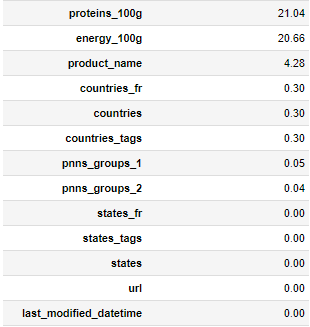 proteins_100g 21.04
energy_100g 20.66
product_name 4.28
countries_fr 0.30
countries 0.30
countries_tags 0.30
pnns_groups_1 0.05
pnns_groups_2 0.04
states_fr 0.00
states_tags 0.00
states 0.00
url 0.00
last_modified_datetime 0.00